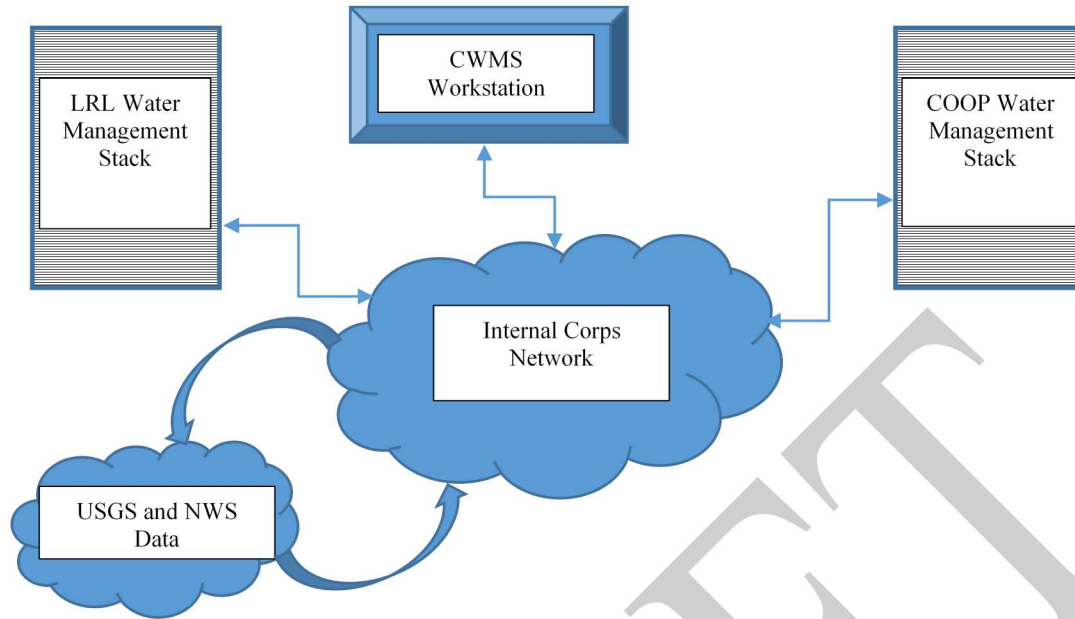 LRL Water
Management
Stack
CWMS
Workstation
COOP Water
Management
Stack
Internal Corps
Network
USGS and NWS
Data